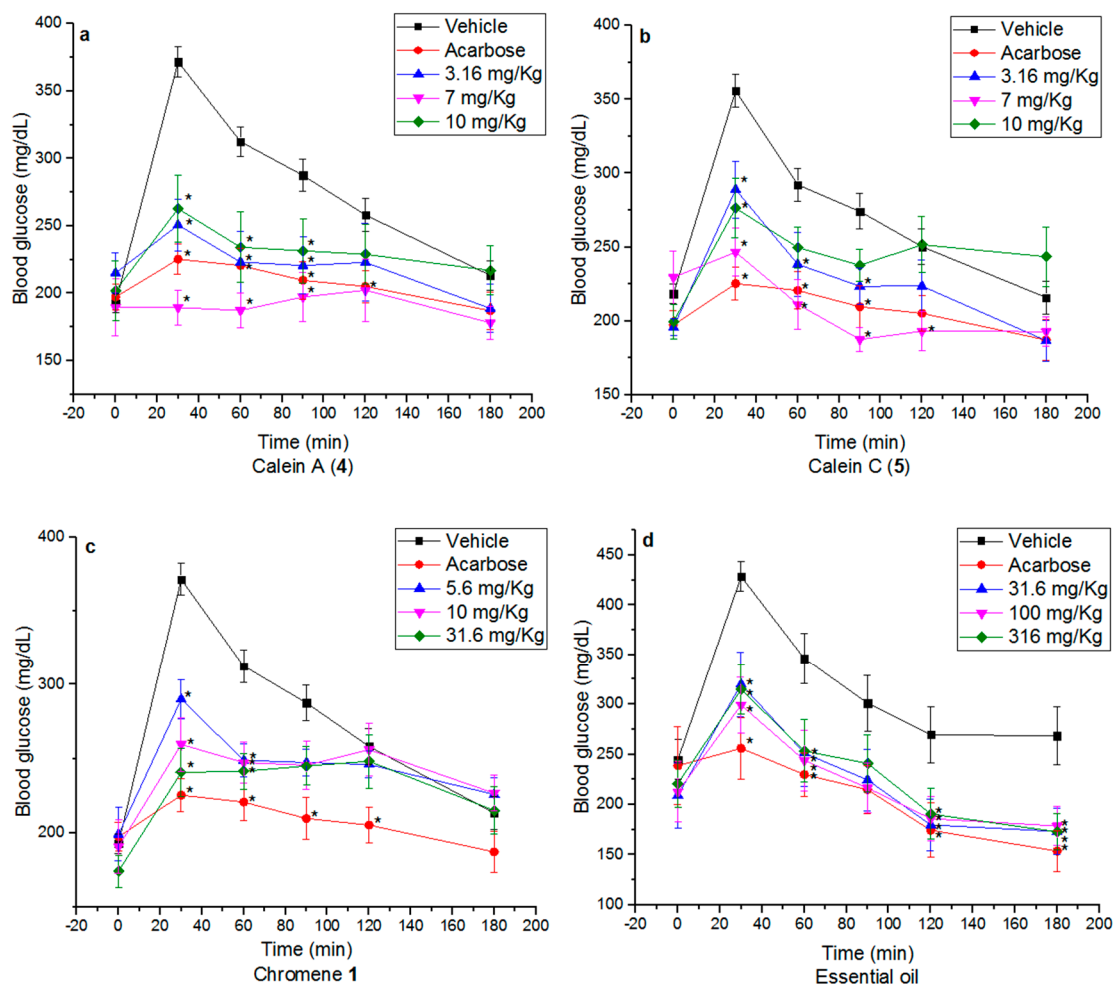 a
Vehicle
Acarbose
3.16 mg/Kg
7 mg/Kg
10 mg/Kg
Blood glucose (mg/dL)
400
350
300
250
200
150
-20 0 20 40 60 80 100 120 140 160 180 200
Time (min)
Calein A (4)
b
Vehicle
Acarbose
3.16 mg/Kg
7 mg/Kg
10 mg/Kg
Blood glucose (mg/dL)
400
350
300
250
200
150
-20 0 20 40 60 80 100 120 140 160 180 200
Time (min)
Calein C (5)
c
Vehicle
Acarbose
5.6 mg/Kg
10 mg/Kg
31.6 mg/Kg
Blood glucose (mg/dL)
400
300
200
-20 0 20 40 60 80 100 120 140 160 180 200
Time (min)
Chromene 1
d
Vehicle
Acarbose
31.6 mg/Kg
100 mg/Kg
316 mg/Kg
Blood glucose (mg/dL)
450
400
350
300
250
200
150
100
-20 0 20 40 60 80 100 120 140 160 180 200
Time (min)
Essential oil